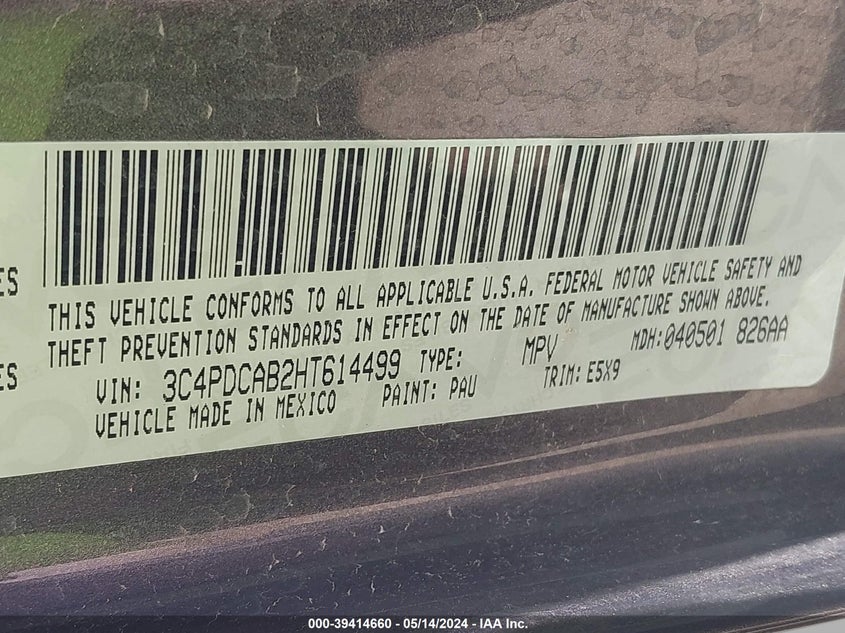 THIS VEHICLE CONFORMS TO ALL APPLICABLE U.S.A. FEDERAL MOTOR VEHICLE SAFETY AND
THEFT PREVENTION STANDARDS IN EFFECT ON THE DATE OF MANUFACTURE SHOWN ABOVE.
ES
ES
VIN: 3C4PDCAB2HT614499 TYPE: MPV MDH:040501 826AA
VEHICLE MADE IN MEXICO PAINT: PAU TRIM: E5X9
000-39414660 - 05/14/2024 - IAA Inc.